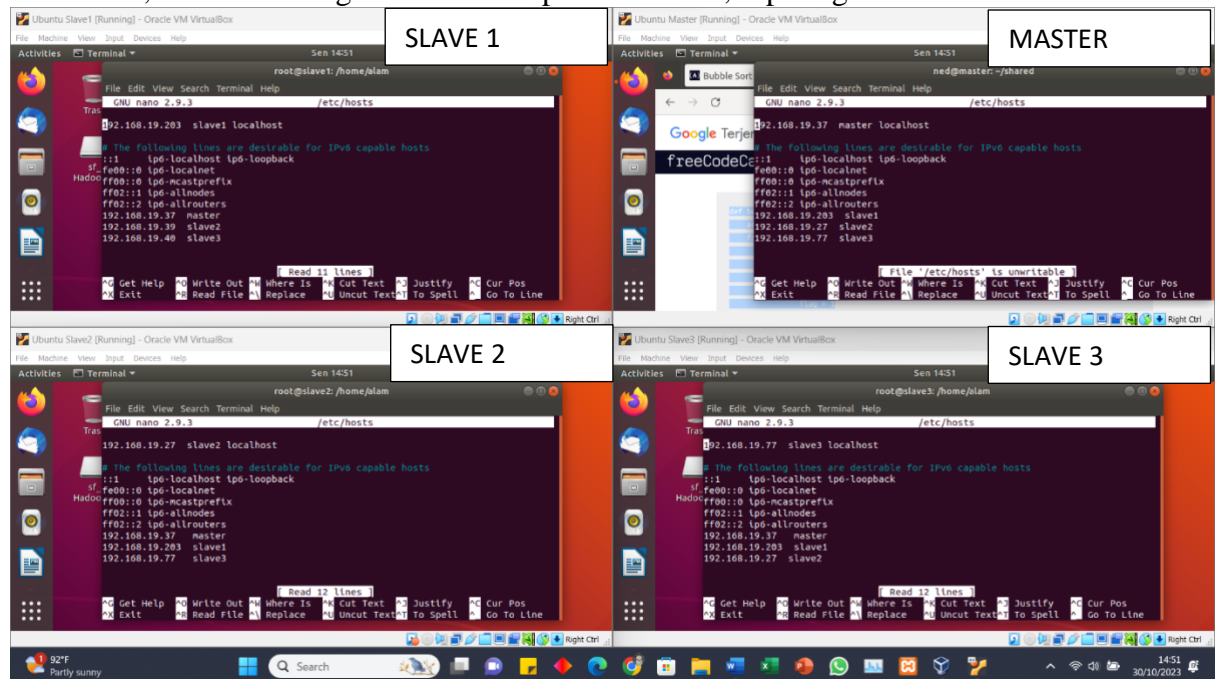 Ubuntu Slave1 [Running] - Oracle VM VirtualBox
File Machine View Input Devices Help
SLAVE 1
Activities Terminal Sen 14:51
root@slave1: /home/alam
File Edit View Search Terminal Help
GNU nano 2.9.3 /etc/hosts
192.168.19.203 slave1 localhost
# The following lines are desirable for IPv6 capable hosts
::1 ip6-localhost ip6-loopback
fe00::0 ip6-localnet
ff00::0 ip6-mcastprefix
ff02::1 ip6-allnodes
ff02::2 ip6-allrouters
192.168.19.37 master
192.168.19.39 slave2
192.168.19.40 slave3
[ Read 11 lines ]
^G Get Help ^O Write Out ^W Where Is ^K Cut Text ^J Justify ^C Cur Pos
^X Exit ^R Read File ^\ Replace ^U Uncut Text ^T To Spell ^_ Go To Line
Tras
sf_
Hadoo
Right Ctrl
Ubuntu Master [Running] - Oracle VM VirtualBox
File Machine View Input Devices Help
MASTER
Activities Terminal Sen 14:51
Bubble Sort
Google Terjer
freeCodeCa
ned@master: ~/shared
File Edit View Search Terminal Help
GNU nano 2.9.3 /etc/hosts
192.168.19.37 master localhost
# The following lines are desirable for IPv6 capable hosts
::1 ip6-localhost ip6-loopback
fe00::0 ip6-localnet
ff00::0 ip6-mcastprefix
ff02::1 ip6-allnodes
ff02::2 ip6-allrouters
192.168.19.203 slave1
192.168.19.27 slave2
192.168.19.77 slave3
[ File '/etc/hosts' is unwritable ]
^G Get Help ^O Write Out ^W Where Is ^K Cut Text ^J Justify ^C Cur Pos
^X Exit ^R Read File ^\ Replace ^U Uncut Text ^T To Spell ^_ Go To Line
Right Ctrl
Ubuntu Slave2 [Running] - Oracle VM VirtualBox
File Machine View Input Devices Help
SLAVE 2
Activities Terminal Sen 14:51
root@slave2: /home/alam
File Edit View Search Terminal Help
GNU nano 2.9.3 /etc/hosts
192.168.19.27 slave2 localhost
# The following lines are desirable for IPv6 capable hosts
::1 ip6-localhost ip6-loopback
fe00::0 ip6-localnet
ff00::0 ip6-mcastprefix
ff02::1 ip6-allnodes
ff02::2 ip6-allrouters
192.168.19.37 master
192.168.19.203 slave1
192.168.19.77 slave3
[ Read 12 lines ]
^G Get Help ^O Write Out ^W Where Is ^K Cut Text ^J Justify ^C Cur Pos
^X Exit ^R Read File ^\ Replace ^U Uncut Text ^T To Spell ^_ Go To Line
Tras
sf_
Hadoo
Right Ctrl
Ubuntu Slave3 [Running] - Oracle VM VirtualBox
File Machine View Input Devices Help
SLAVE 3
Activities Terminal Sen 14:51
root@slave3: /home/alam
File Edit View Search Terminal Help
GNU nano 2.9.3 /etc/hosts
192.168.19.77 slave3 localhost
# The following lines are desirable for IPv6 capable hosts
::1 ip6-localhost ip6-loopback
fe00::0 ip6-localnet
ff00::0 ip6-mcastprefix
ff02::1 ip6-allnodes
ff02::2 ip6-allrouters
192.168.19.37 master
192.168.19.203 slave1
192.168.19.27 slave2
[ Read 12 lines ]
^G Get Help ^O Write Out ^W Where Is ^K Cut Text ^J Justify ^C Cur Pos
^X Exit ^R Read File ^\ Replace ^U Uncut Text ^T To Spell ^_ Go To Line
Tras
sf_
Hadoo
Right Ctrl
92°F
Partly sunny
Search
14:51
30/10/2023